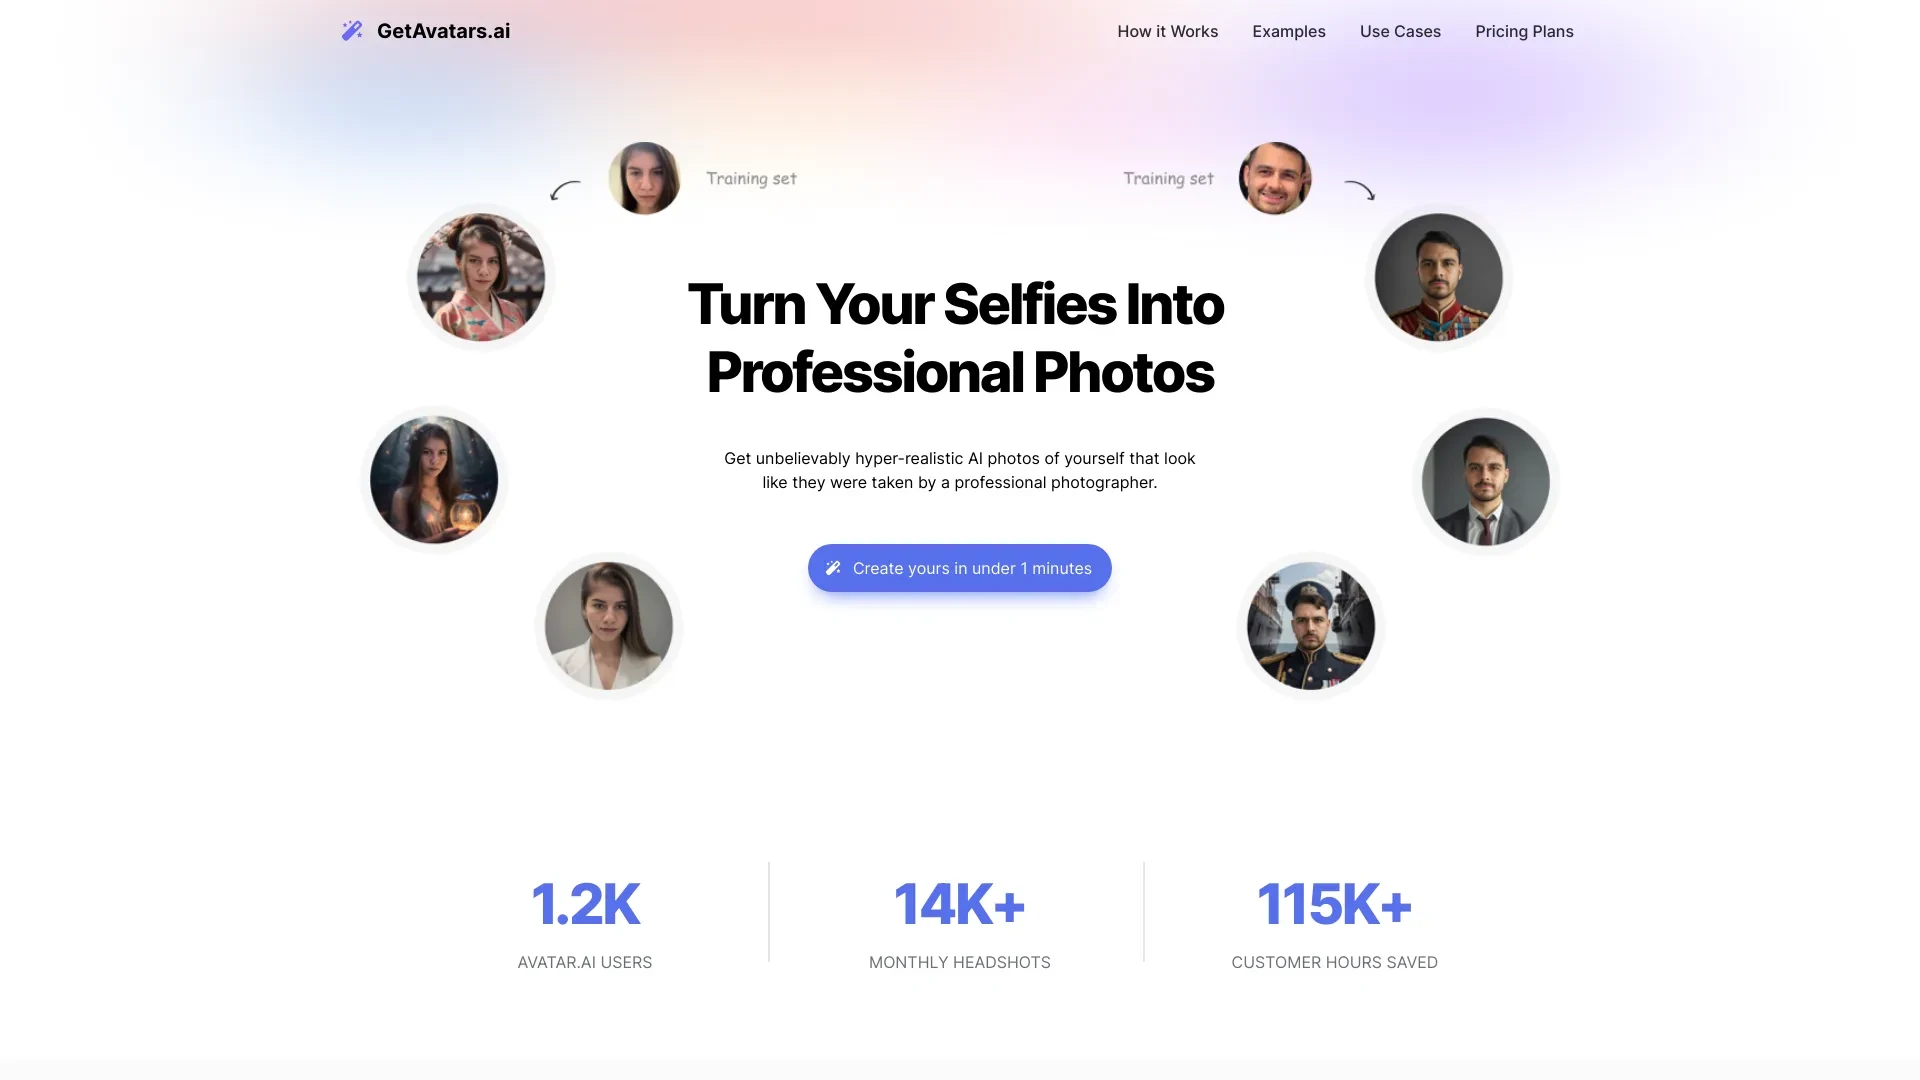 GetAvatars.ai
How it Works
Examples
Use Cases
Pricing Plans
Training set
Training set
Turn Your Selfies Into
Professional Photos
Get unbelievably hyper-realistic AI photos of yourself that look
like they were taken by a professional photographer.
Create yours in under 1 minutes
1.2K
AVATAR.AI USERS
14K+
MONTHLY HEADSHOTS
115K+
CUSTOMER HOURS SAVED